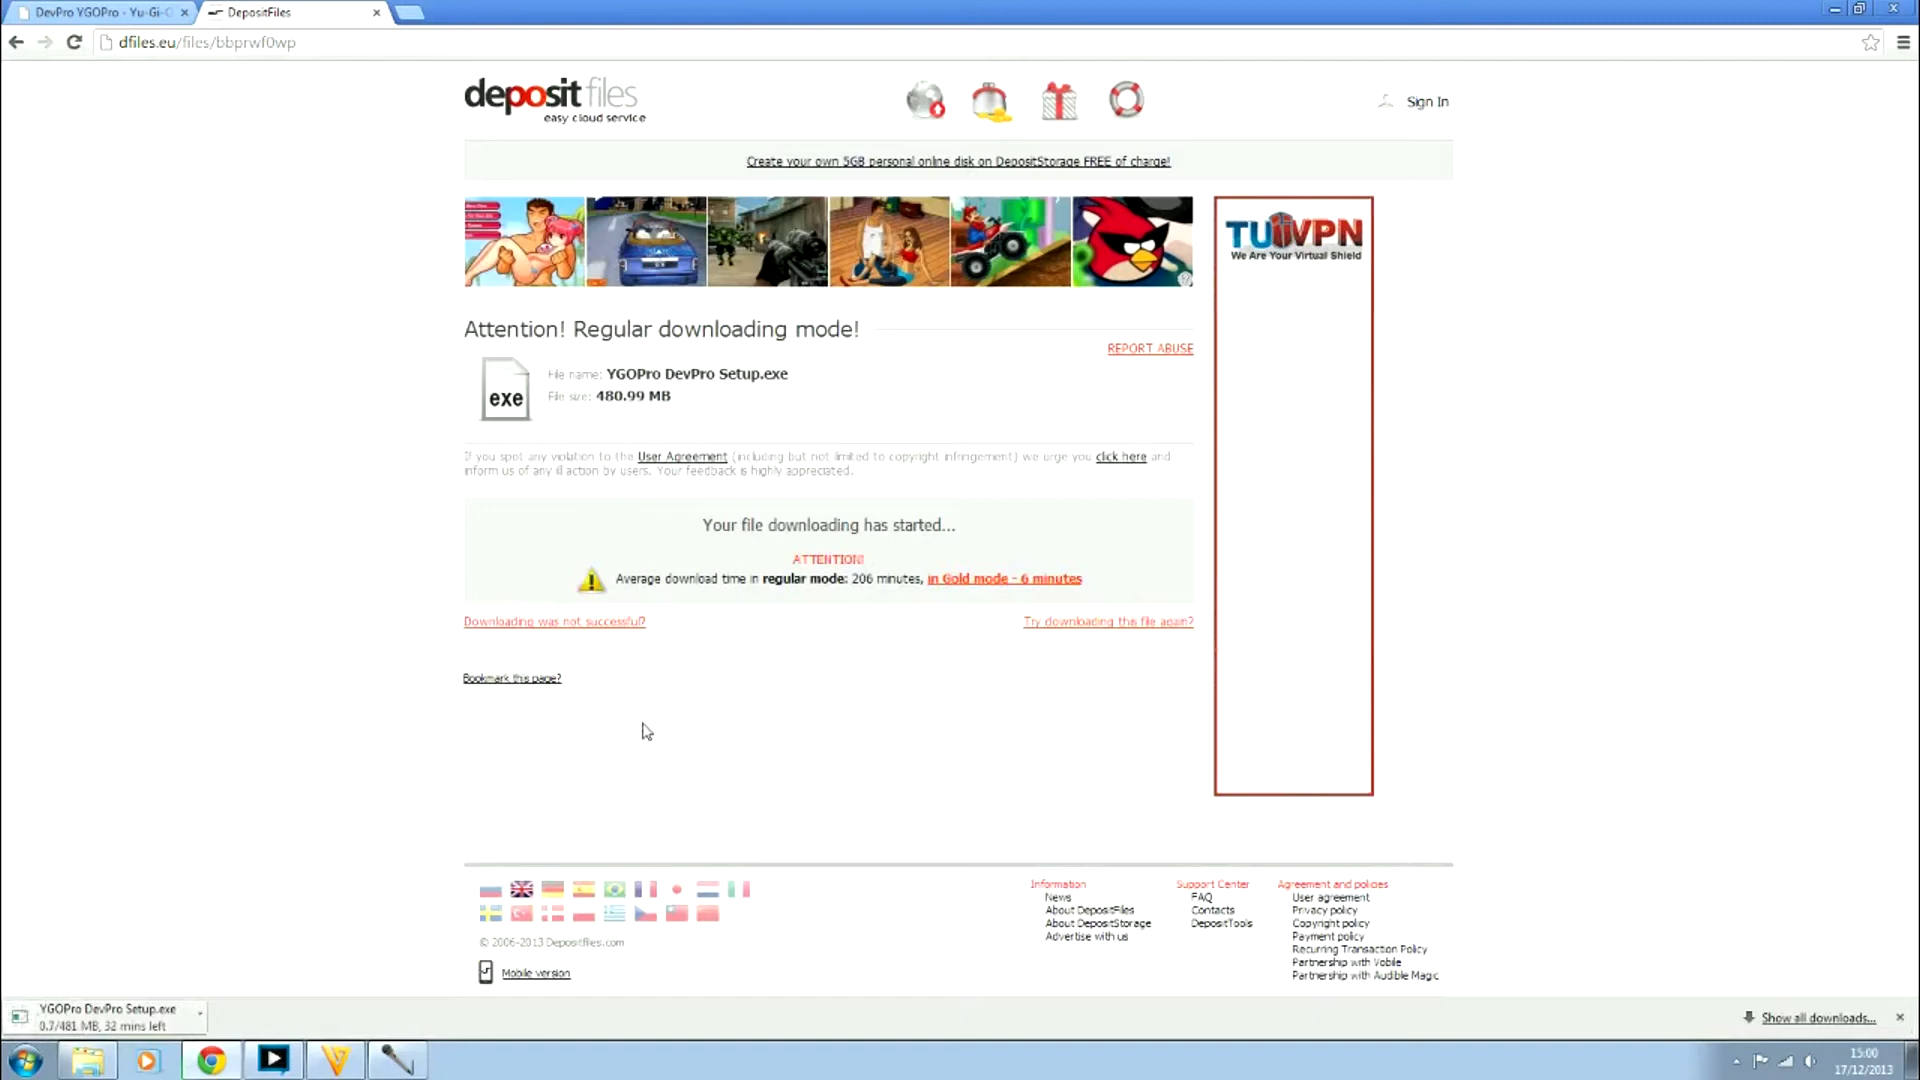 DevPro YGOPro - Yu-Gi-
DepositFiles
dfiles.eu/files/bbprwf0wp
depositfiles
easy cloud service
Sign In
Create your own 5GB personal online disk on DepositStorage FREE of charge!
TUVPN
We Are Your Virtual Shield
Attention! Regular downloading mode!
REPORT ABUSE
exe
File name: YGOPro DevPro Setup.exe
File size: 480.99 MB
If you spot any violation to the User Agreement (including but not limited to copyright infringement) we urge you click here and
inform us of any ill action by users. Your feedback is highly appreciated.
Your file downloading has started...
ATTENTION!
Average download time in regular mode: 206 minutes, in Gold mode - 6 minutes
Downloading was not successful?
Try downloading this file again?
Bookmark this page?
Information
News
About DepositFiles
About DepositStorage
Advertise with us
Support Center
FAQ
Contacts
DepositTools
Agreement and policies
User agreement
Privacy policy
Copyright policy
Payment policy
Recurring Transaction Policy
Partnership with Vobile
Partnership with Audible Magic
© 2006-2013 Depositfiles.com
Mobile version
YGOPro DevPro Setup.exe
0.7/481 MB, 32 mins left
Show all downloads...
15:00
17/12/2013